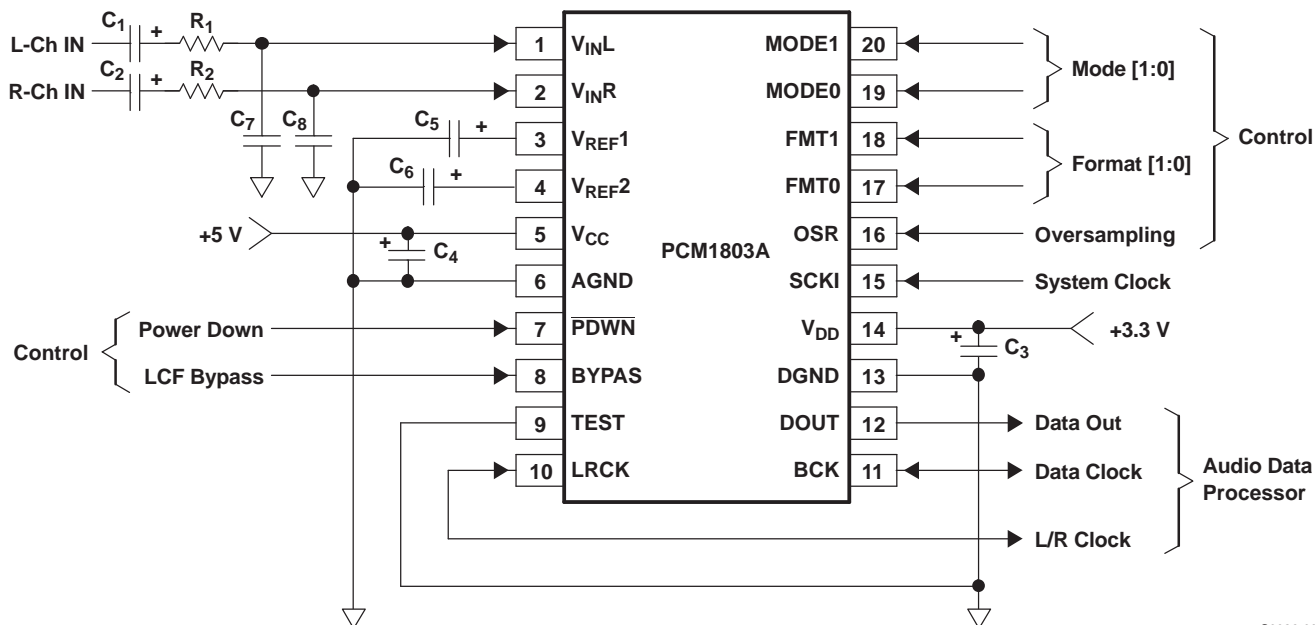 C1 + R1
L-Ch IN
C2 + R2
R-Ch IN
C7 C8
C5 +
C6 +
+5 V
+ C4
Control
Power Down
LCF Bypass
1 VINL
2 VINR
3 VREF1
4 VREF2
5 VCC
6 AGND
7 PDWN
8 BYPAS
9 TEST
10 LRCK
PCM1803A
MODE1 20
MODE0 19
FMT1 18
FMT0 17
OSR 16
SCKI 15
VDD 14
DGND 13
DOUT 12
BCK 11
Mode [1:0]
Format [1:0]
Control
Oversampling
System Clock
+3.3 V
+ C3
Data Out
Data Clock
L/R Clock
Audio Data
Processor